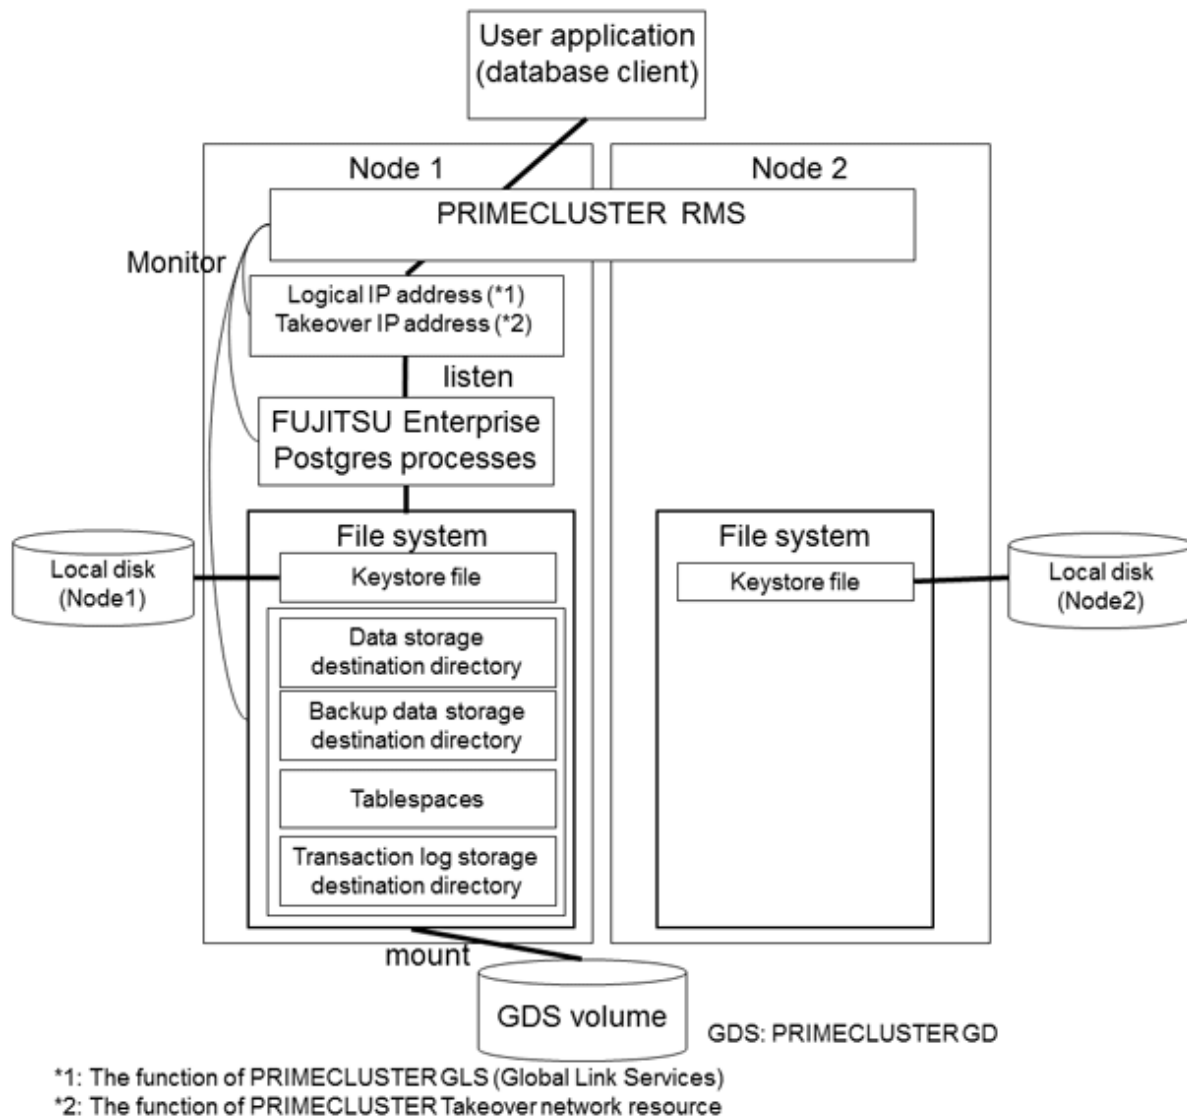 User application
(database client)
Node 1
Node 2
PRIMECLUSTER RMS
Monitor
Logical IP address (*1)
Takeover IP address (*2)
listen
FUJITSU Enterprise
Postgres processes
File system
File system
Local disk
(Node1)
Keystore file
Keystore file
Local disk
(Node2)
Data storage
destination directory
Backup data storage
destination directory
Tablespaces
Transaction log storage
destination directory
mount
GDS volume
GDS: PRIMECLUSTER GD
*1: The function of PRIMECLUSTER GLS (Global Link Services)
*2: The function of PRIMECLUSTER Takeover network resource